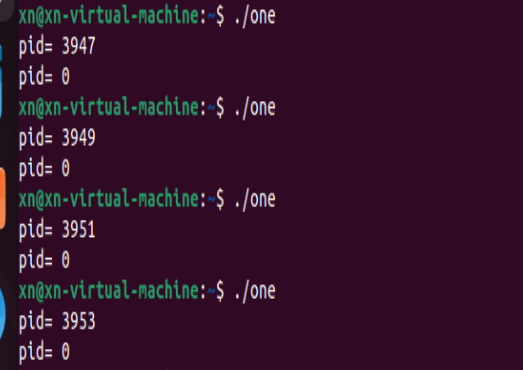 xn@xn-virtual-machine:~$ ./one
pid= 3947
pid= 0
xn@xn-virtual-machine:~$ ./one
pid= 3949
pid= 0
xn@xn-virtual-machine:~$ ./one
pid= 3951
pid= 0
xn@xn-virtual-machine:~$ ./one
pid= 3953
pid= 0